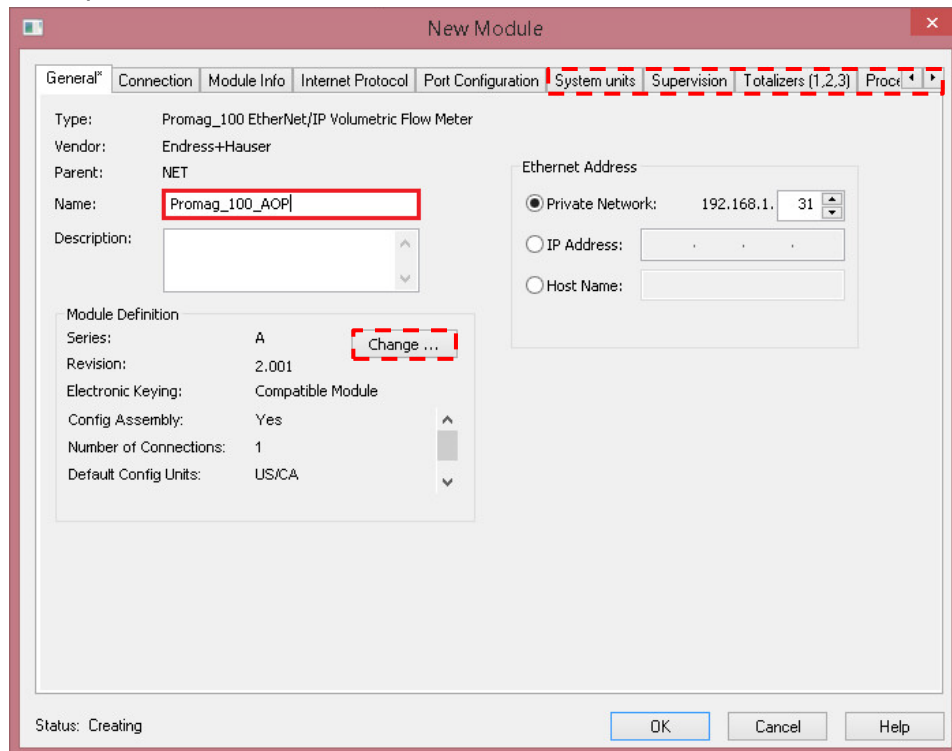 New Module
General* Connection Module Info Internet Protocol Port Configuration System units Supervision Totalizers (1,2,3)
Type: Promag_100 EtherNet/IP Volumetric Flow Meter
Vendor: Endress+Hauser
Parent: NET
Name: Promag_100_AOP
Description:
Ethernet Address
Private Network: 192.168.1. 31
IP Address: . . .
Host Name:
Module Definition
Series: A
Change ...
Revision: 2.001
Electronic Keying: Compatible Module
Config Assembly: Yes
Number of Connections: 1
Default Config Units: US/CA
Status: Creating
OK Cancel Help